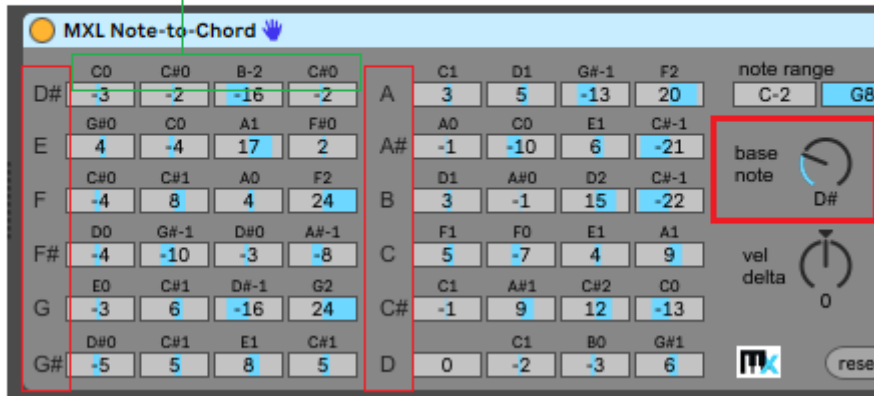 MXL Note-to-Chord
C0 C#0 B-2 C#0 C1 D1 G#-1 F2 note range
D# -3 -2 -16 -2 A 3 5 -13 20 C-2 G8
G#0 C0 A1 F#0 A0 C0 E1 C#-1
E 4 -4 17 2 A# -1 -10 6 -21 base note
C#0 C#1 A0 F2 D1 A#0 D2 C#-1 D#
F -4 8 4 24 B 3 -1 15 -22
D0 G#-1 D#0 A#-1 F1 F0 E1 A1
F# -4 -10 -3 -8 C 5 -7 4 9 vel delta
E0 C#1 D#-1 G2 C1 A#1 C#2 C0
G -3 6 -16 24 C# -1 9 12 -13 0
D#0 C#1 E1 C#1 C1 B0 G#1
G# -5 5 8 5 D 0 -2 -3 6 mx